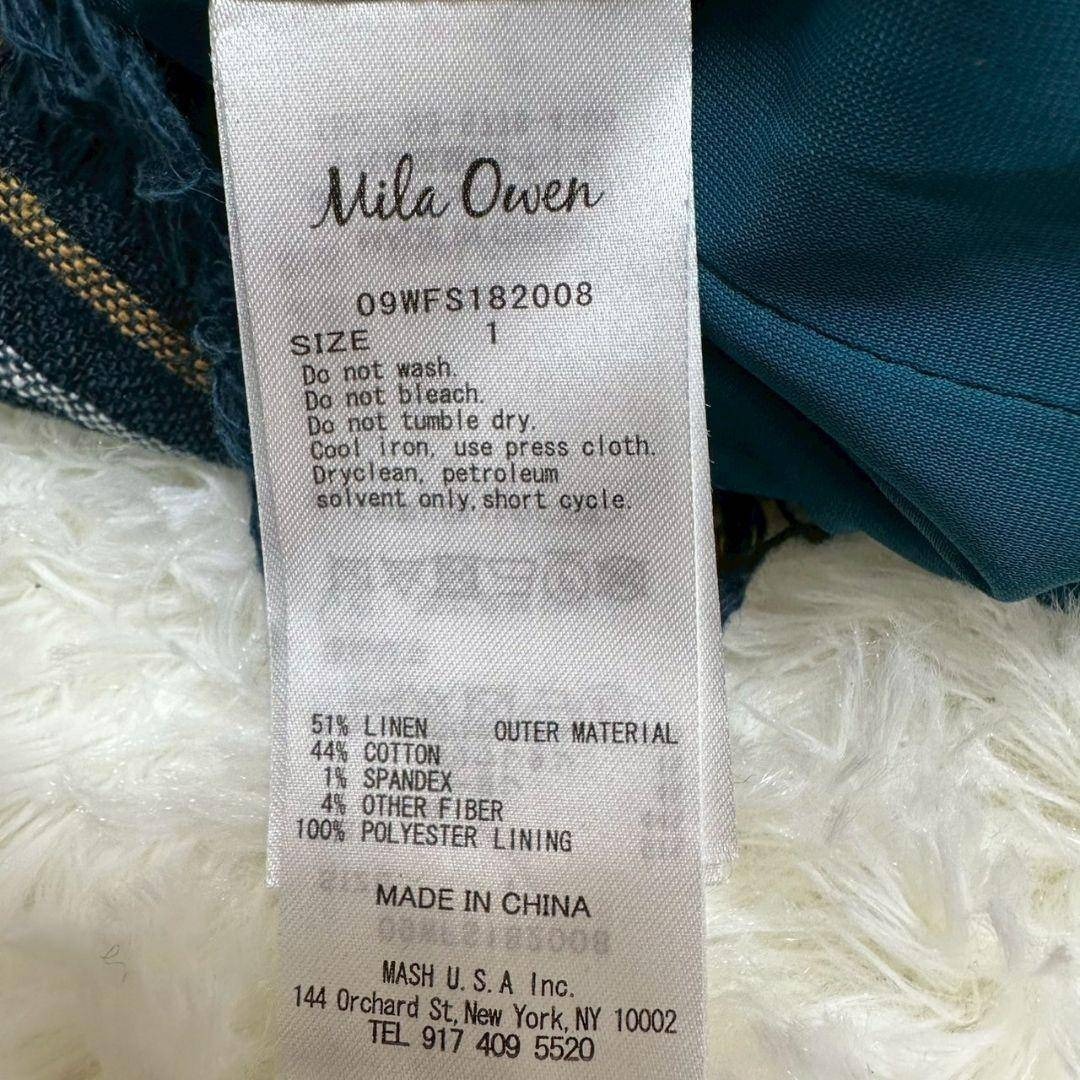 Mila Owen
09WFS182008
SIZE 1
Do not wash.
Do not bleach.
Do not tumble dry.
Cool iron, use press cloth.
Dryclean, petroleum
solvent only, short cycle.
51% LINEN OUTER MATERIAL
44% COTTON
1% SPANDEX
4% OTHER FIBER
100% POLYESTER LINING
MADE IN CHINA
MASH U.S.A Inc.
144 Orchard St, New York, NY 10002
TEL 917 409 5520